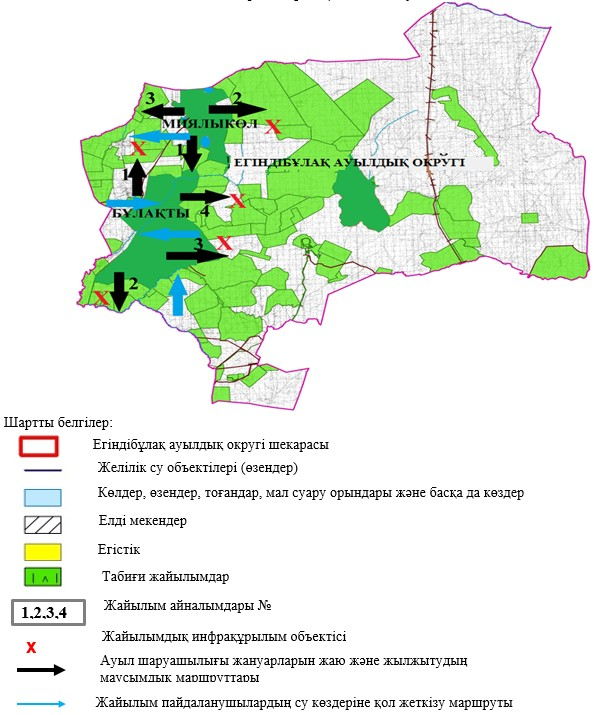 3
2
МИЯЛЫКӨЛ
X
1
X
ЕГІНДІБҰЛАҚ АУЫЛДЫҚ ОКРУГІ
1
X
4
БҰЛАҚТЫ
X
3
2
X
Шартты белгілер:
Егіндібұлақ ауылдық округі шекарасы
Желілік су объектілері (өзендер)
Көлдер, өзендер, тоғандар, мал суару орындары және басқа да көздер
Елді мекендер
Егістік
Табиғи жайылымдар
1,2,3,4 Жайылым айналымдары №
X Жайылымдық инфрақұрылым объектісі
Ауыл шаруашылығы жануарларын жаю және жылжытудың
маусымдық маршруттары
Жайылым пайдаланушылардың су көздеріне қол жеткізу маршруты